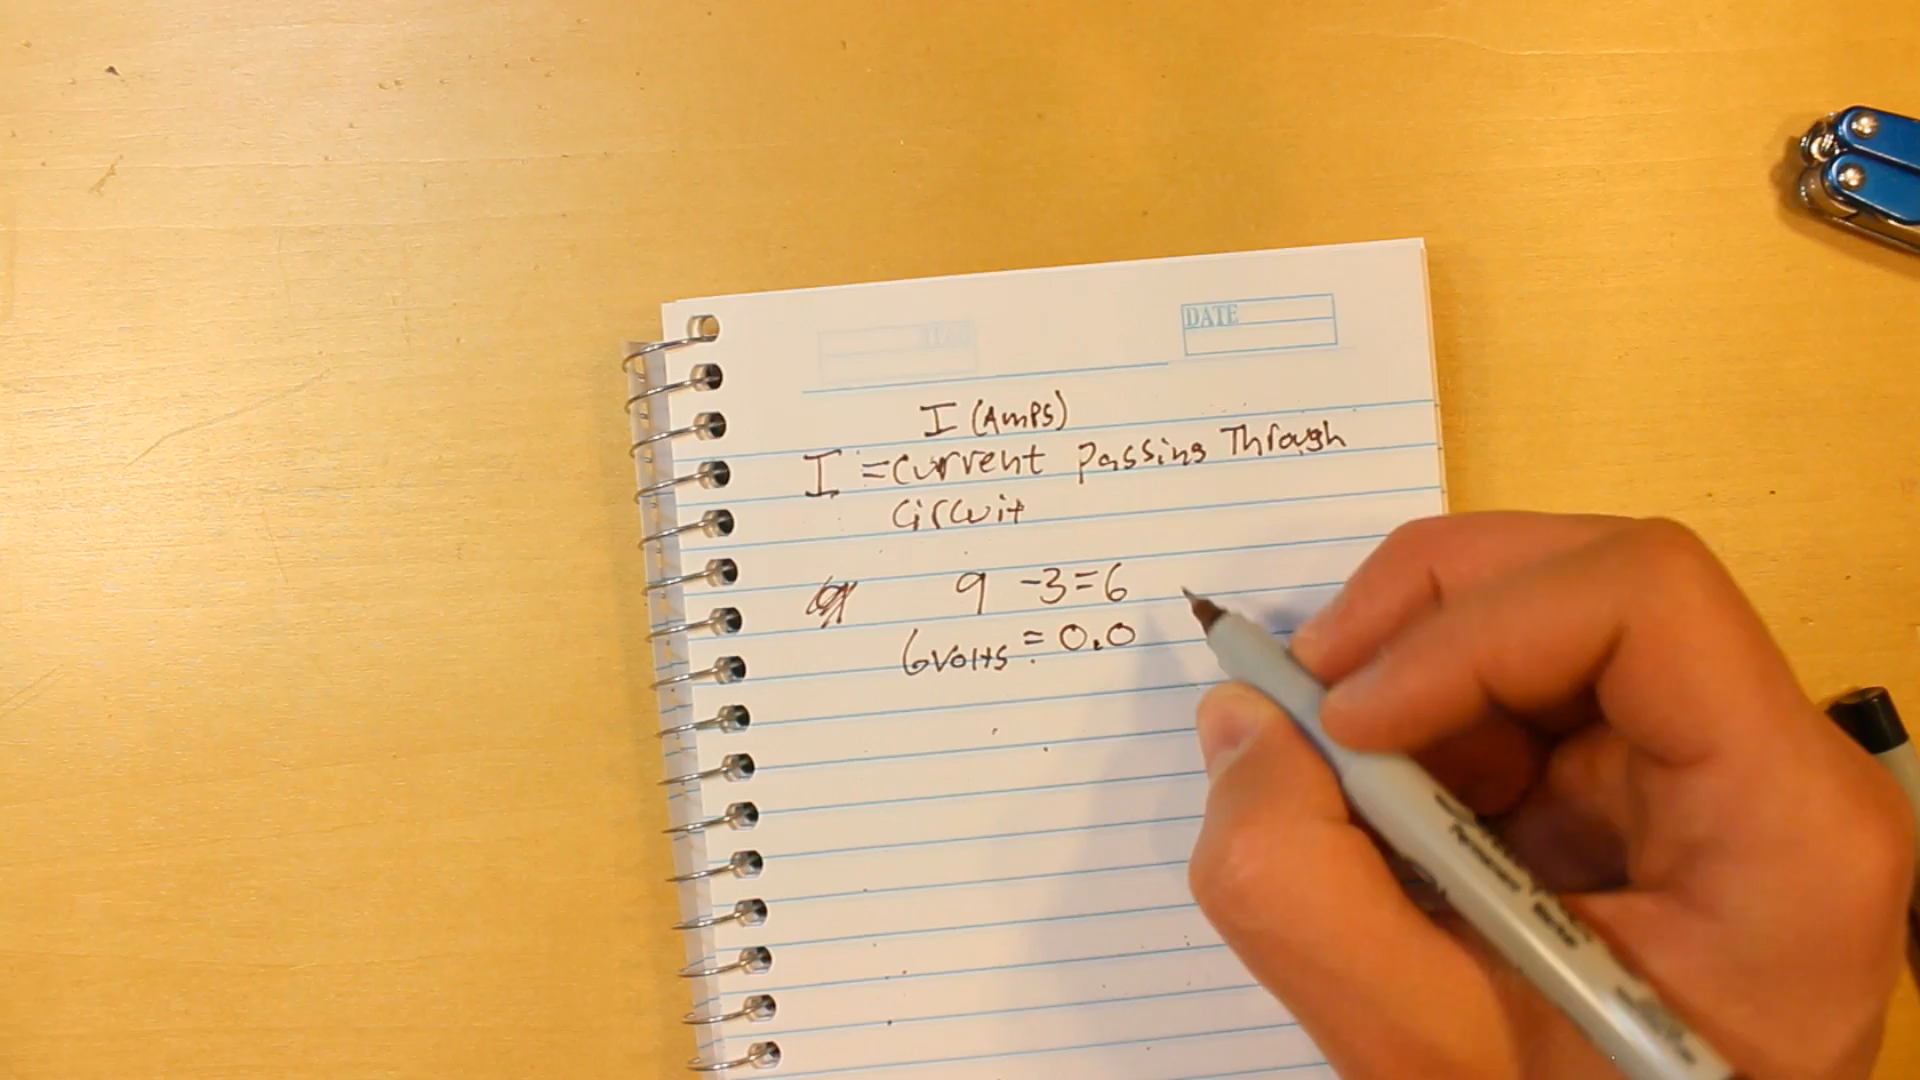 DATE
I (AMPS)
I = Current Passing Through
Circuit
9 -3=6
6volts = 0.0